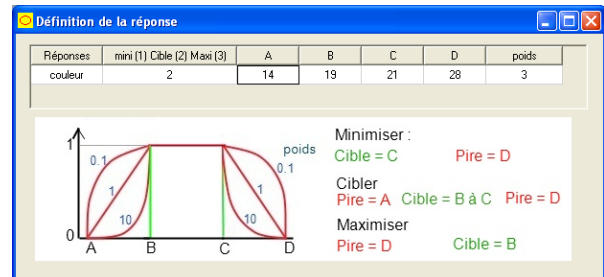 Définition de la réponse
Réponses mini (1) Cible (2) Maxi (3) A B C D poids
couleur 2 14 19 21 28 3
1
0.1
1
10
0
A B C D
poids
0.1
1
10
Minimiser :
Cible = C Pire = D
Cibler
Pire = A Cible = B à C Pire = D
Maximiser
Pire = D Cible = B